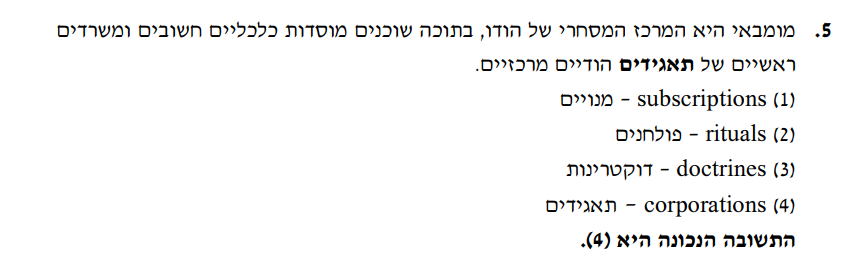 5. מומבאי היא המרכז המסחרי של הודו, בתוכה שוכנים מוסדות כלכליים חשובים ומשרדים
ראשיים של תאגידים הודיים מרכזיים.
(1) subscriptions – מנויים
(2) rituals – פולחנים
(3) doctrines – דוקטרינות
(4) corporations – תאגידים
התשובה הנכונה היא (4).